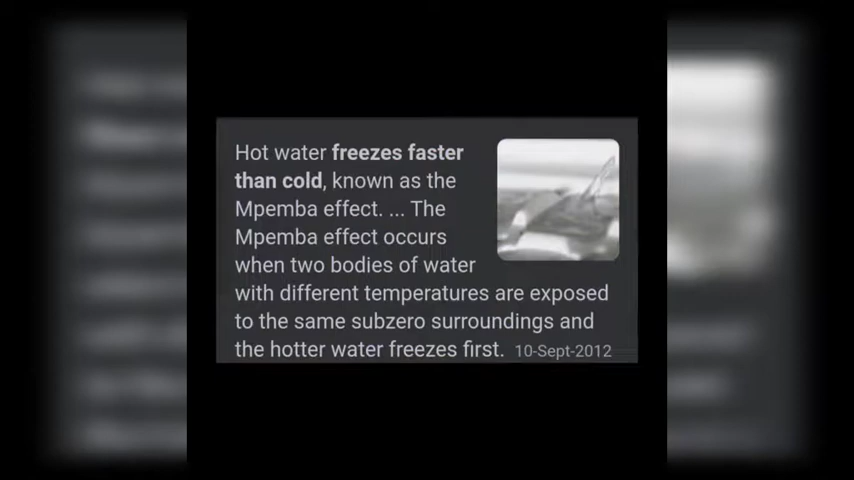 Hot water freezes faster
than cold, known as the
Mpemba effect. ... The
Mpemba effect occurs
when two bodies of water
with different temperatures are exposed
to the same subzero surroundings and
the hotter water freezes first. 10-Sept-2012